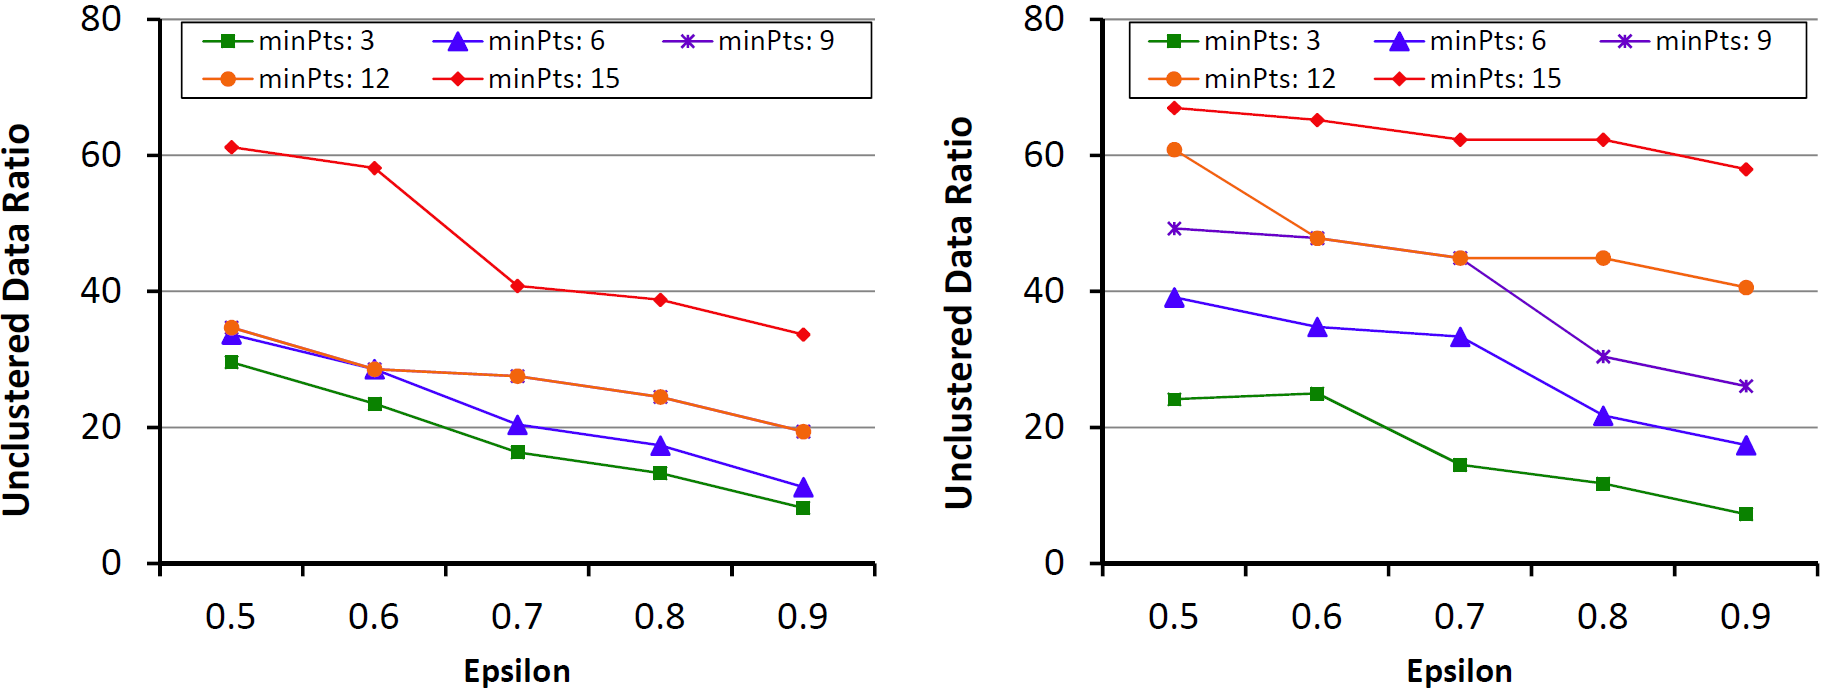 Unclustered Data Ratio
80
60
40
20
0
minPts: 3 minPts: 6 minPts: 9
minPts: 12 minPts: 15
0.5 0.6 0.7 0.8 0.9
Epsilon
Unclustered Data Ratio
80
60
40
20
0
minPts: 3 minPts: 6 minPts: 9
minPts: 12 minPts: 15
0.5 0.6 0.7 0.8 0.9
Epsilon